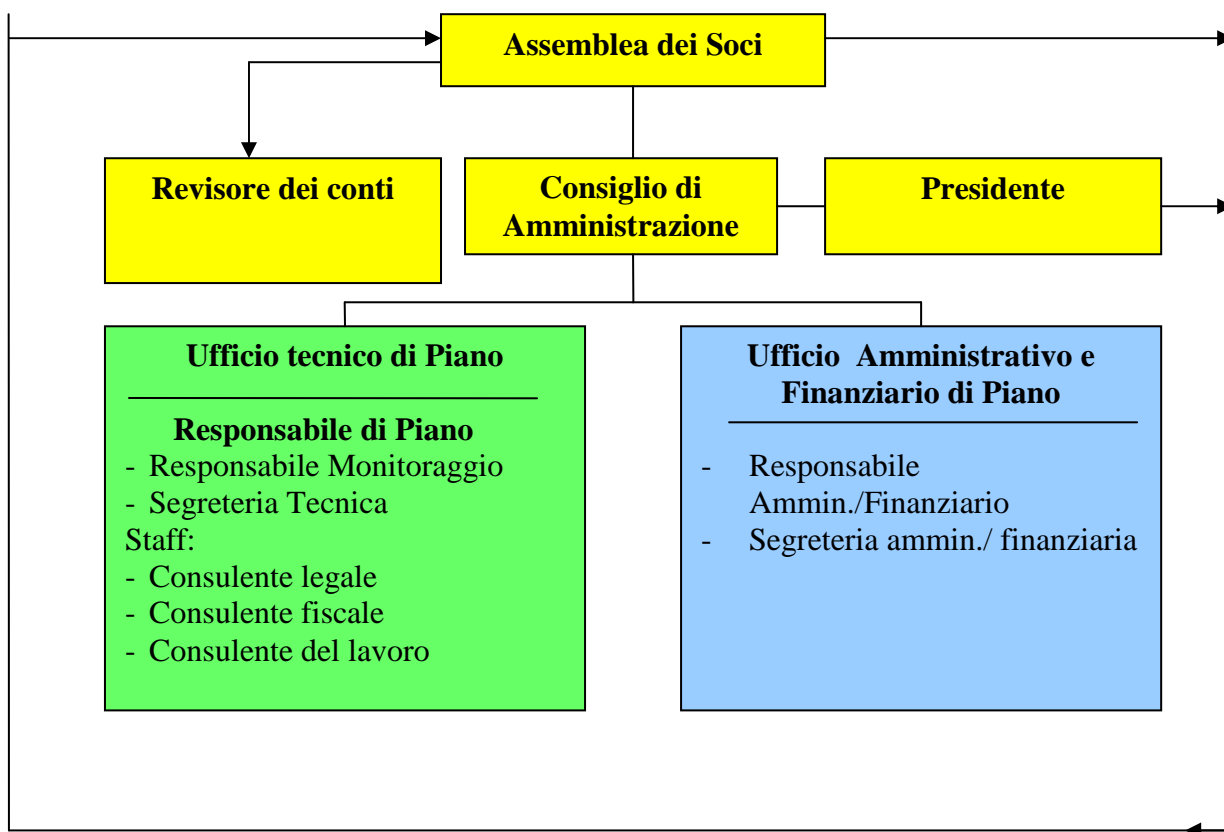 Assemblea dei Soci
Revisore dei conti
Consiglio di
Amministrazione
Presidente
Ufficio tecnico di Piano
Responsabile di Piano
- Responsabile Monitoraggio
- Segreteria Tecnica
Staff:
- Consulente legale
- Consulente fiscale
- Consulente del lavoro
Ufficio Amministrativo e
Finanziario di Piano
- Responsabile
Ammin./Finanziario
- Segreteria ammin./ finanziaria